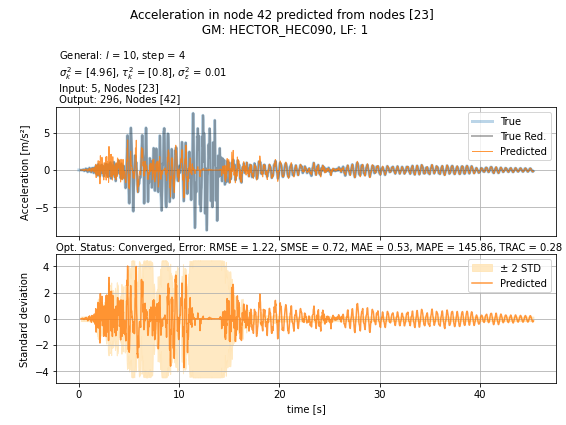 Acceleration in node 42 predicted from nodes [23]
GM: HECTOR_HEC090, LF: 1
General: l = 10, step = 4
σ²ₖ = [4.96], τ²ₖ = [0.8], σ²ε = 0.01
Input: 5, Nodes [23]
Output: 296, Nodes [42]
Acceleration [m/s²]
5
0
−5
True
True Red.
Predicted
Opt. Status: Converged, Error: RMSE = 1.22, SMSE = 0.72, MAE = 0.53, MAPE = 145.86, TRAC = 0.28
Standard deviation
4
2
0
−2
−4
± 2 STD
Predicted
0 10 20 30 40
time [s]